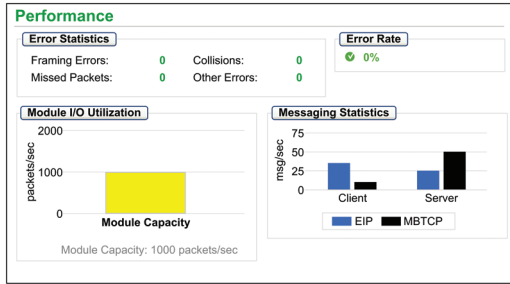 Performance
Error Statistics
Framing Errors: 0 Collisions: 0
Missed Packets: 0 Other Errors: 0
Error Rate
0%
Module I/O Utilization
packets/sec
2000
1000
0
Module Capacity
Module Capacity: 1000 packets/sec
Messaging Statistics
msg/sec
75
50
25
0
Client Server
EIP MBTCP